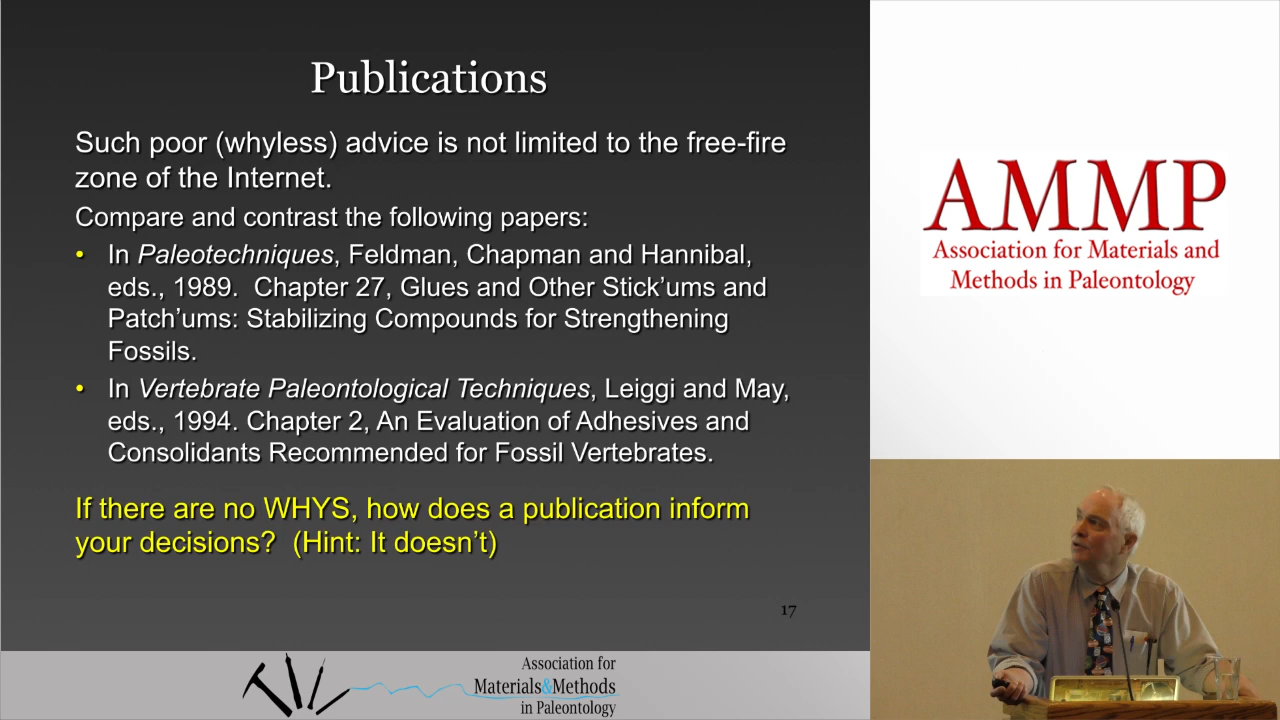 Publications
Such poor (whyless) advice is not limited to the free-fire
zone of the Internet.
Compare and contrast the following papers:
• In Paleotechniques, Feldman, Chapman and Hannibal,
eds., 1989. Chapter 27, Glues and Other Stick’ums and
Patch’ums: Stabilizing Compounds for Strengthening
Fossils.
• In Vertebrate Paleontological Techniques, Leiggi and May,
eds., 1994. Chapter 2, An Evaluation of Adhesives and
Consolidants Recommended for Fossil Vertebrates.
If there are no WHYS, how does a publication inform
your decisions? (Hint: It doesn’t)
17
Association for
Materials&Methods
in Paleontology
AMMP
Association for Materials and
Methods in Paleontology